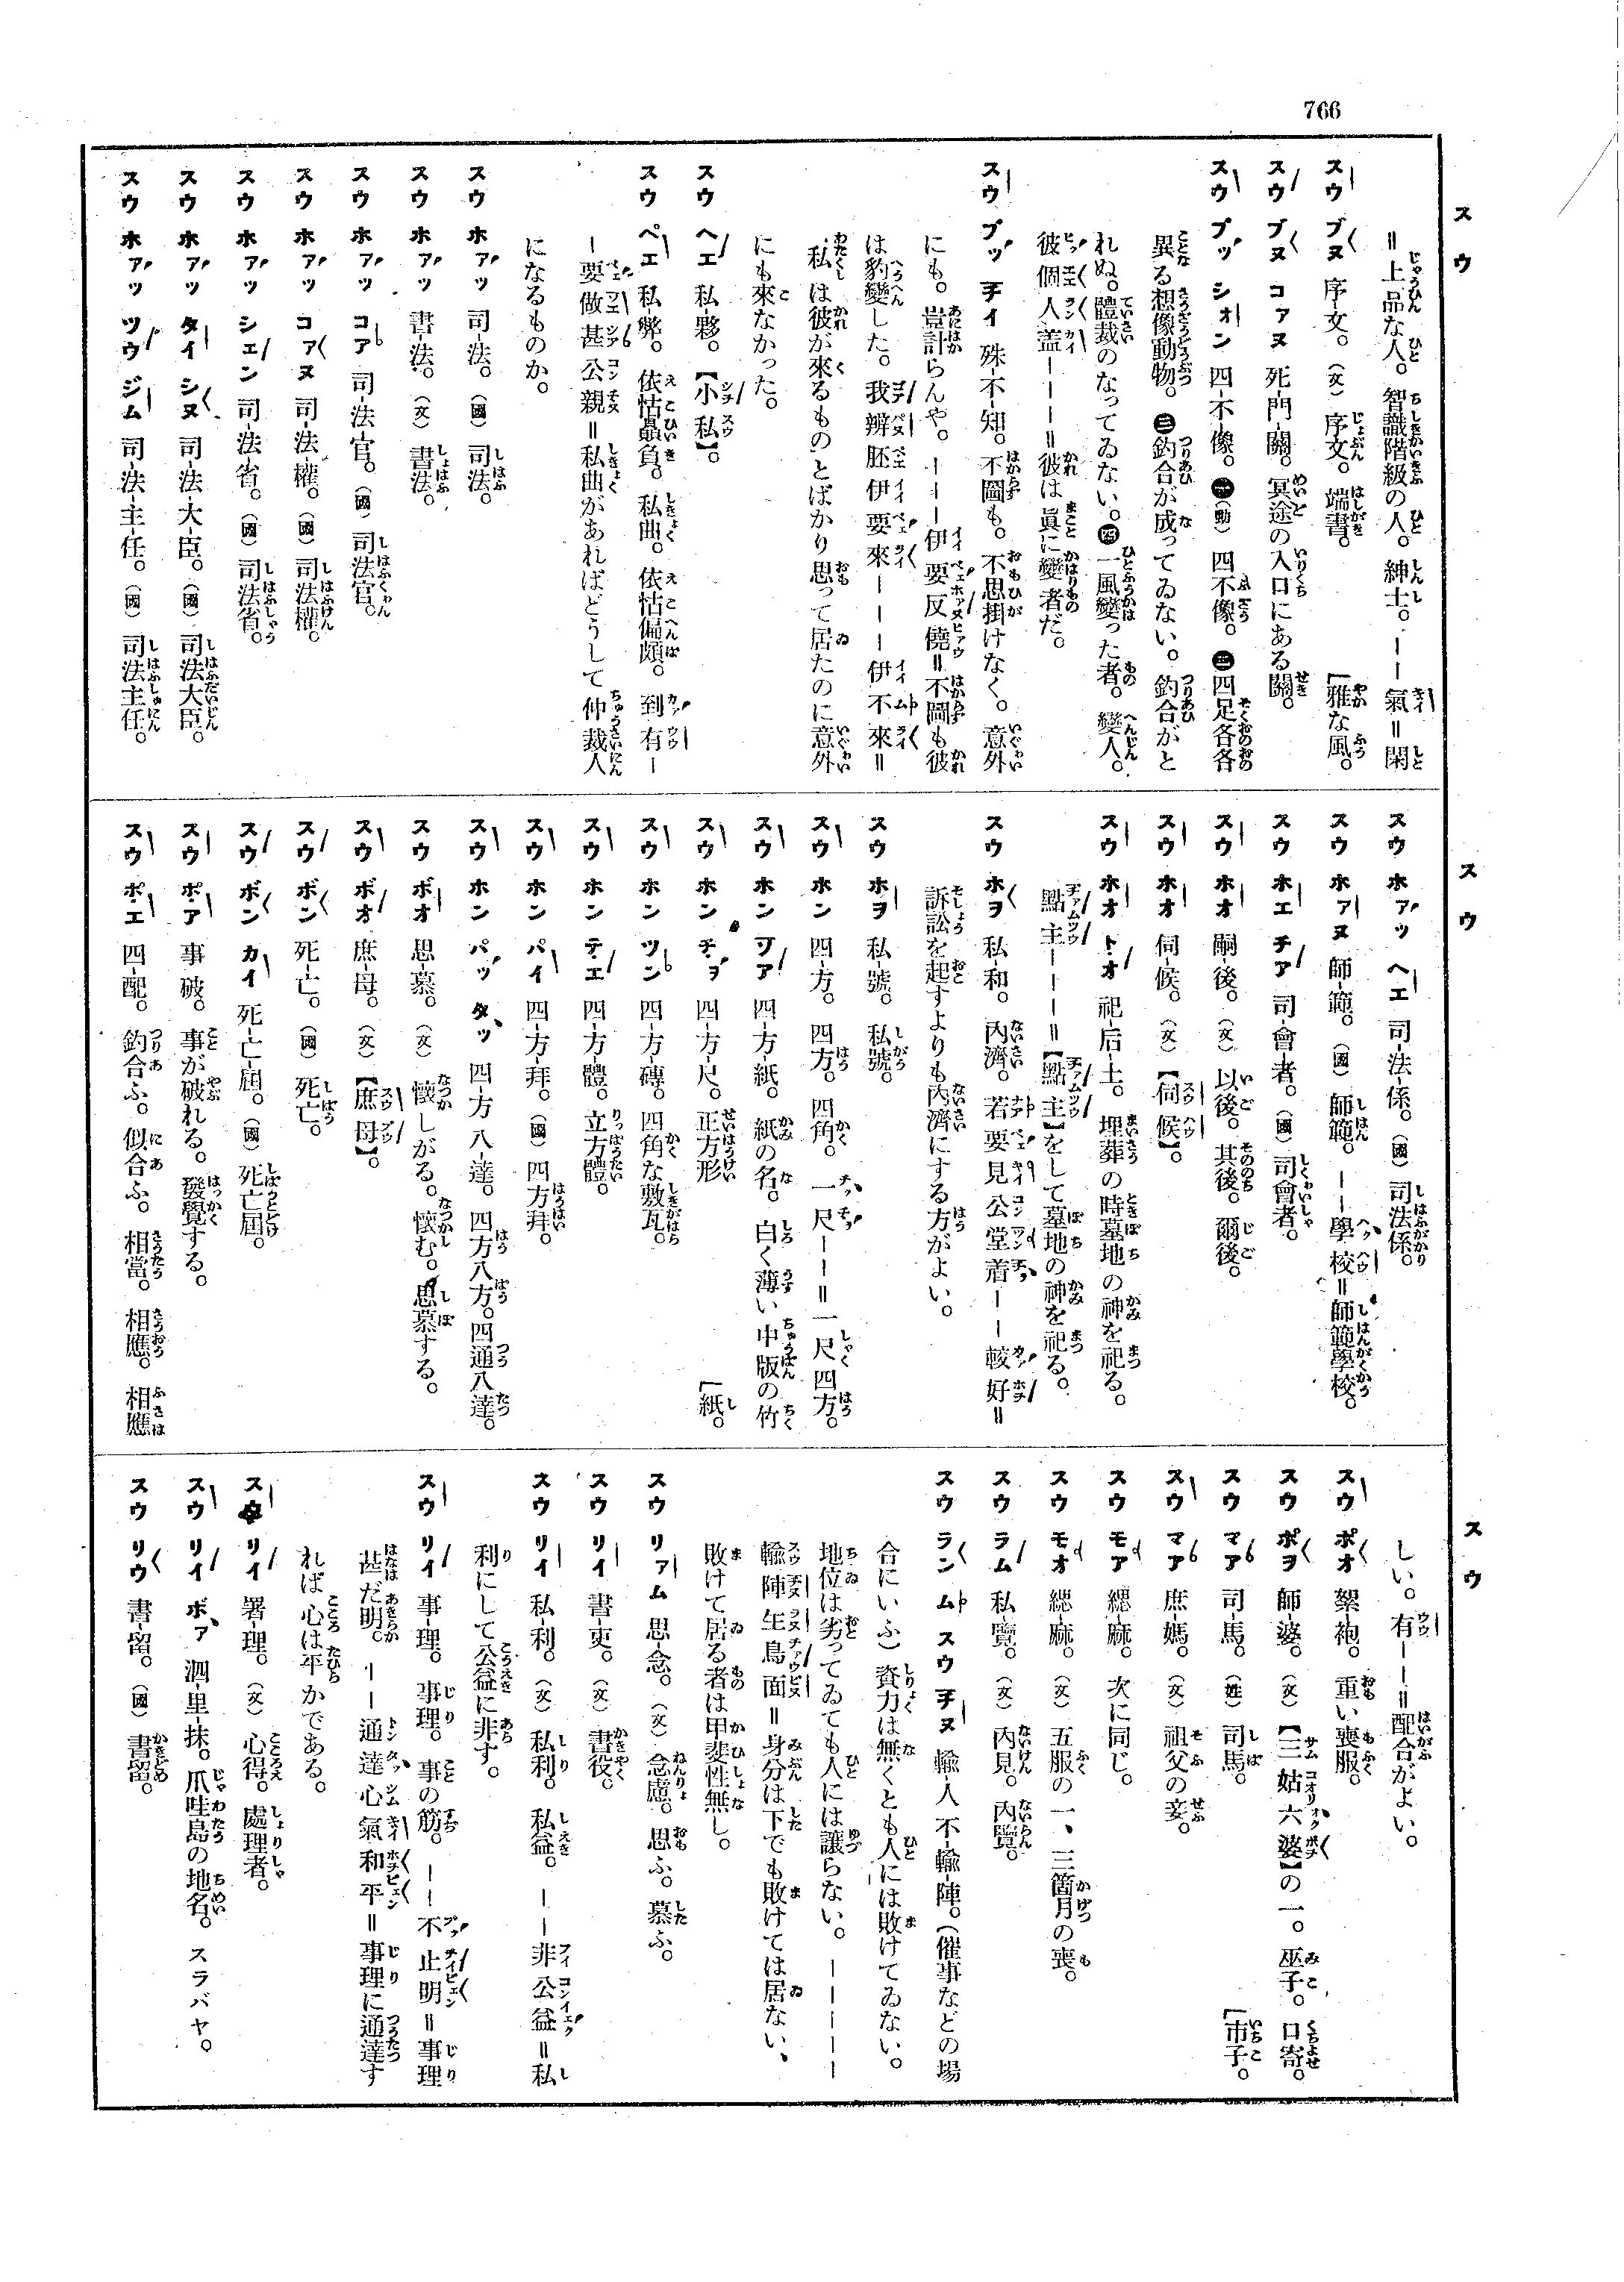 766
スウ
＝上品な人。智識階級の人。紳士。――氣＝閑
スウ ブヌ 序-文。（文）序文。端書。　　〔雅な風。
スウ ブヌ コアヌ 死-門-關。冥途の入口にある關。
スウ プッ シオン 四-不-像。㊀（動）四不像。㊁四足各各
異る想像動物。㊂釣合が成ってゐない。釣合がと
れぬ。體裁のなってゐない。㊃一風變った者。變人。
彼個人蓋――――＝彼は眞に變者だ。
スウ プッ チイ 殊-不-知。不圖も。不思掛けなく。意外
にも。豈計らんや。―――伊要反僥＝不圖も彼
は豹變した。我辨胚伊要來―――伊不來＝
私は彼が來るものとばかり思って居たのに意外
にも來なかった。
スウ ヘエ 私-夥。【小私】。
スウ ペエ 私-弊。依怙贔負。私曲。依怙偏頗。到有―
―要做甚公親＝私曲があればどうして仲裁人
になるものか。
スウ ホァッ 司-法。（國）司法。
スウ ホァッ 書-法。（文）書法。
スウ ホァッ コア 司-法-官。（國）司法官。
スウ ホァッ コアヌ 司-法-權。（國）司法權。
スウ ホァッ シエン 司-法-省。（國）司法省。
スウ ホァッ タイ シヌ 司-法-大-臣。（國）司法大臣。
スウ ホァッ ツウ ジム 司-法-主-任。（國）司法主任。
スウ
スウ ホァッ ヘエ 司-法-係。（國）司法係。
スウ ホアヌ 師-範。（國）師範。――學校＝師範學校。
スウ ホエ チア 司-會-者。（國）司會者。
スウ ホオ 嗣-後。（文）以後。其後。爾後。
スウ ホオ 伺-候。（文）【伺候】。
スウ ホオ トオ 祀-后-土。埋葬の時墓地の神を祀る。
點主―――＝【點主】をして墓地の神を祀る。
スウ ホヲ 私-和。內濟。若要見公堂着――較好＝
訴訟を起すよりも內濟にする方がよい。
スウ ホヲ 私-號。私號。
スウ ホン 四-方。四方。四角。一尺――＝一尺四方。
スウ ホン ツア 四-方-紙。紙の名。白く薄い中版の竹
スウ ホン チヲ 四-方-尺。正方形　　〔紙。
スウ ホン ツン 四-方-磚。四角な敷瓦。
スウ ホン テエ 四-方-體。立方體。
スウ ホン パイ 四-方-拜。（國）四方拜。
スウ ホン パッ タッ 四-方-八-達。四方八方。四通八達。
スウ ボオ 思-慕。（文）懷しがる。懷む。思慕する。
スウ ボオ 庶-母。（文）【庶母】。
スウ ボン 死-亡。（國）死亡。
スウ ボン カイ 死-亡-屆。（國）死亡屆。
スウ ポア 事-破。事が破れる。發覺する。
スウ ポエ 四-配。釣合ふ。似合ふ。相當。相應。相應
スウ
しい。有――＝配合がよい。
スウ ポオ 絮-袍。重い喪服。
スウ ポヲ 師-婆。（文）【三姑六婆】の一。巫子。口寄。
スウ マア 司-馬。（姓）司馬。　　〔市子。
スウ マア 庶-媽。（文）祖父の妾。
スウ モア 緦-麻。次に同じ。
スウ モオ 緦-麻。（文）五服の一、三箇月の喪。
スウ ラム 私-覽。（文）內見。內覽。
スウ ランム スウ チヌ 輸-人-不-輸-陣。（催事などの場
合にいふ）資力は無くとも人には敗けてゐない。
地位は劣ってゐても人には讓らない。―――――
輸陣生鳥面＝身分は下でも敗けては居ない、
敗けて居る者は甲斐性無し。
スウ リァム 思-念。（文）念慮。思ふ。慕ふ。
スウ リイ 書-吏。（文）書役。
スウ リイ 私-利。（文）私利。私益。――非公益＝私
利にして公益に非す。
スウ リイ 事-理。事理。事の筋。――不止明＝事理
甚だ明。――通達心氣和平＝事理に通達す
れば心は平かである。
スウ リイ 署-理。（文）心得。處理者。
スウ リイ ボァ 泗-里-抹。爪哇島の地名。スラバヤ。
スウ リウ 書-留。（國）書留。